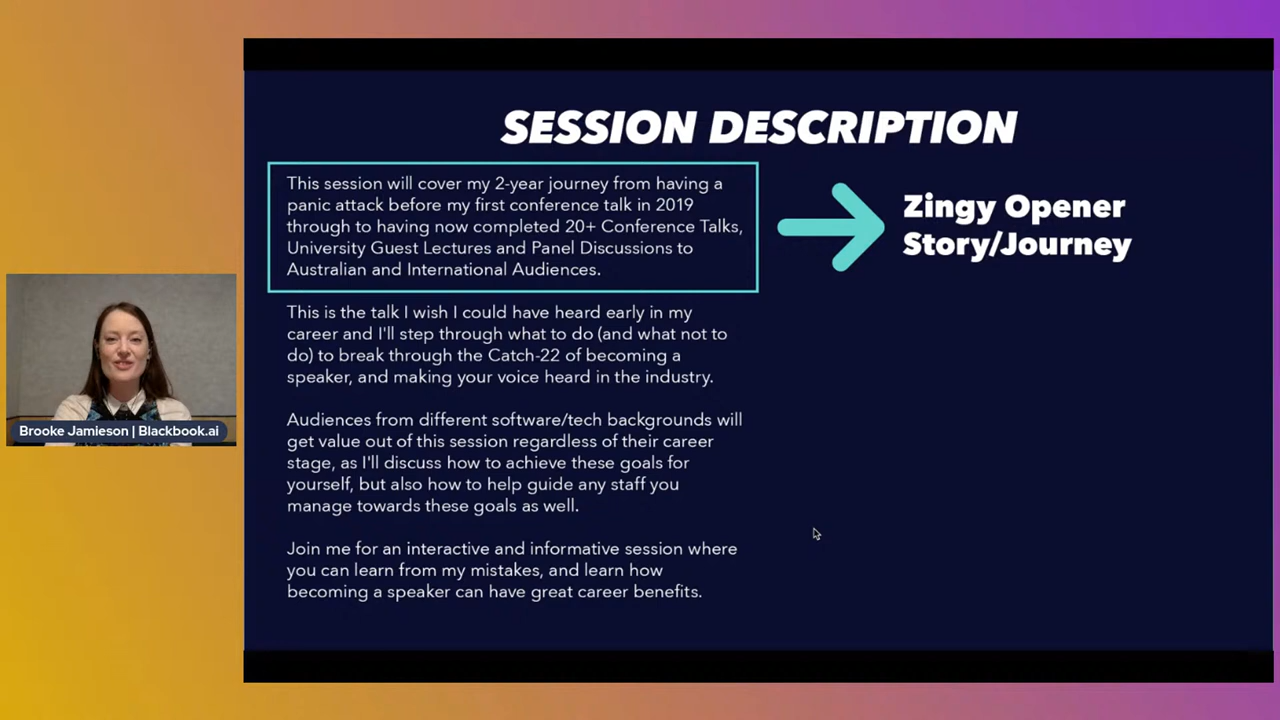 SESSION DESCRIPTION
This session will cover my 2-year journey from having a
panic attack before my first conference talk in 2019
through to having now completed 20+ Conference Talks,
University Guest Lectures and Panel Discussions to
Australian and International Audiences.
Zingy Opener
Story/Journey
This is the talk I wish I could have heard early in my
career and I'll step through what to do (and what not to
do) to break through the Catch-22 of becoming a
speaker, and making your voice heard in the industry.
Audiences from different software/tech backgrounds will
get value out of this session regardless of their career
stage, as I'll discuss how to achieve these goals for
yourself, but also how to help guide any staff you
manage towards these goals as well.
Join me for an interactive and informative session where
you can learn from my mistakes, and learn how
becoming a speaker can have great career benefits.
Brooke Jamieson | Blackbook.ai